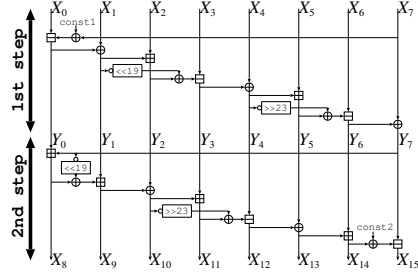 X0 X1 X2 X3 X4 X5 X6 X7
const1
<<19
>>23
1st step
Y0 Y1 Y2 Y3 Y4 Y5 Y6 Y7
<<19
>>23
const2
2nd step
X8 X9 X10 X11 X12 X13 X14 X15